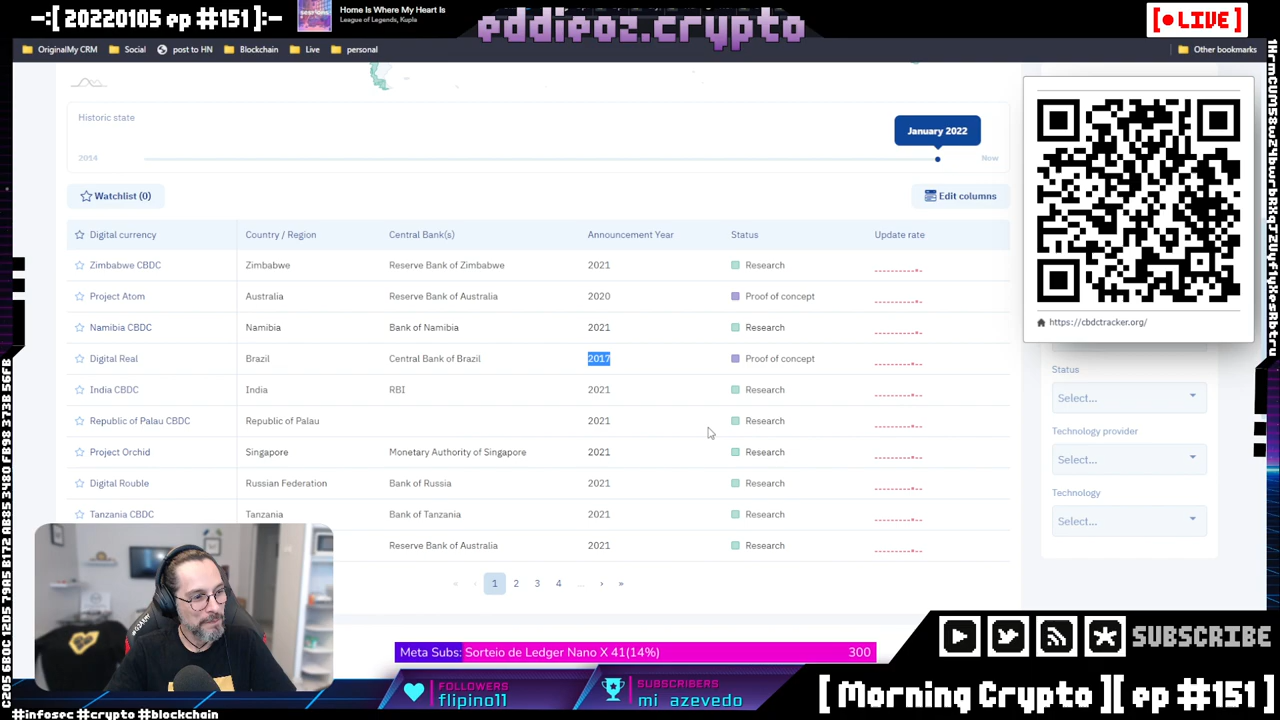 -:[ 20220105 ep #151 ]:-
Home Is Where My Heart Is
League of Legends, Kupla
eddieoz.crypto
[ ● LIVE ]
OriginalMy CRM
Social
post to HN
Blockchain
Live
personal
Other bookmarks
Historic state
January 2022
2014
Now
Watchlist (0)
Edit columns
Digital currency Country / Region Central Bank(s) Announcement Year Status Update rate
Zimbabwe CBDC Zimbabwe Reserve Bank of Zimbabwe 2021 Research
Project Atom Australia Reserve Bank of Australia 2020 Proof of concept
Namibia CBDC Namibia Bank of Namibia 2021 Research
Digital Real Brazil Central Bank of Brazil 2017 Proof of concept
India CBDC India RBI 2021 Research
Republic of Palau CBDC Republic of Palau 2021 Research
Project Orchid Singapore Monetary Authority of Singapore 2021 Research
Digital Rouble Russian Federation Bank of Russia 2021 Research
Tanzania CBDC Tanzania Bank of Tanzania 2021 Research
Reserve Bank of Australia 2021 Research
« ‹ 1 2 3 4 ... › »
https://cbdctracker.org/
Status
Select...
Technology provider
Select...
Technology
Select...
Meta Subs: Sorteio de Ledger Nano X 41(14%) 300
FOLLOWERS
flipino11
SUBSCRIBERS
mi_azevedo
SUBSCRIBE
[ Morning Crypto ][ ep #151 ]
#infosec #crypto #blockchain